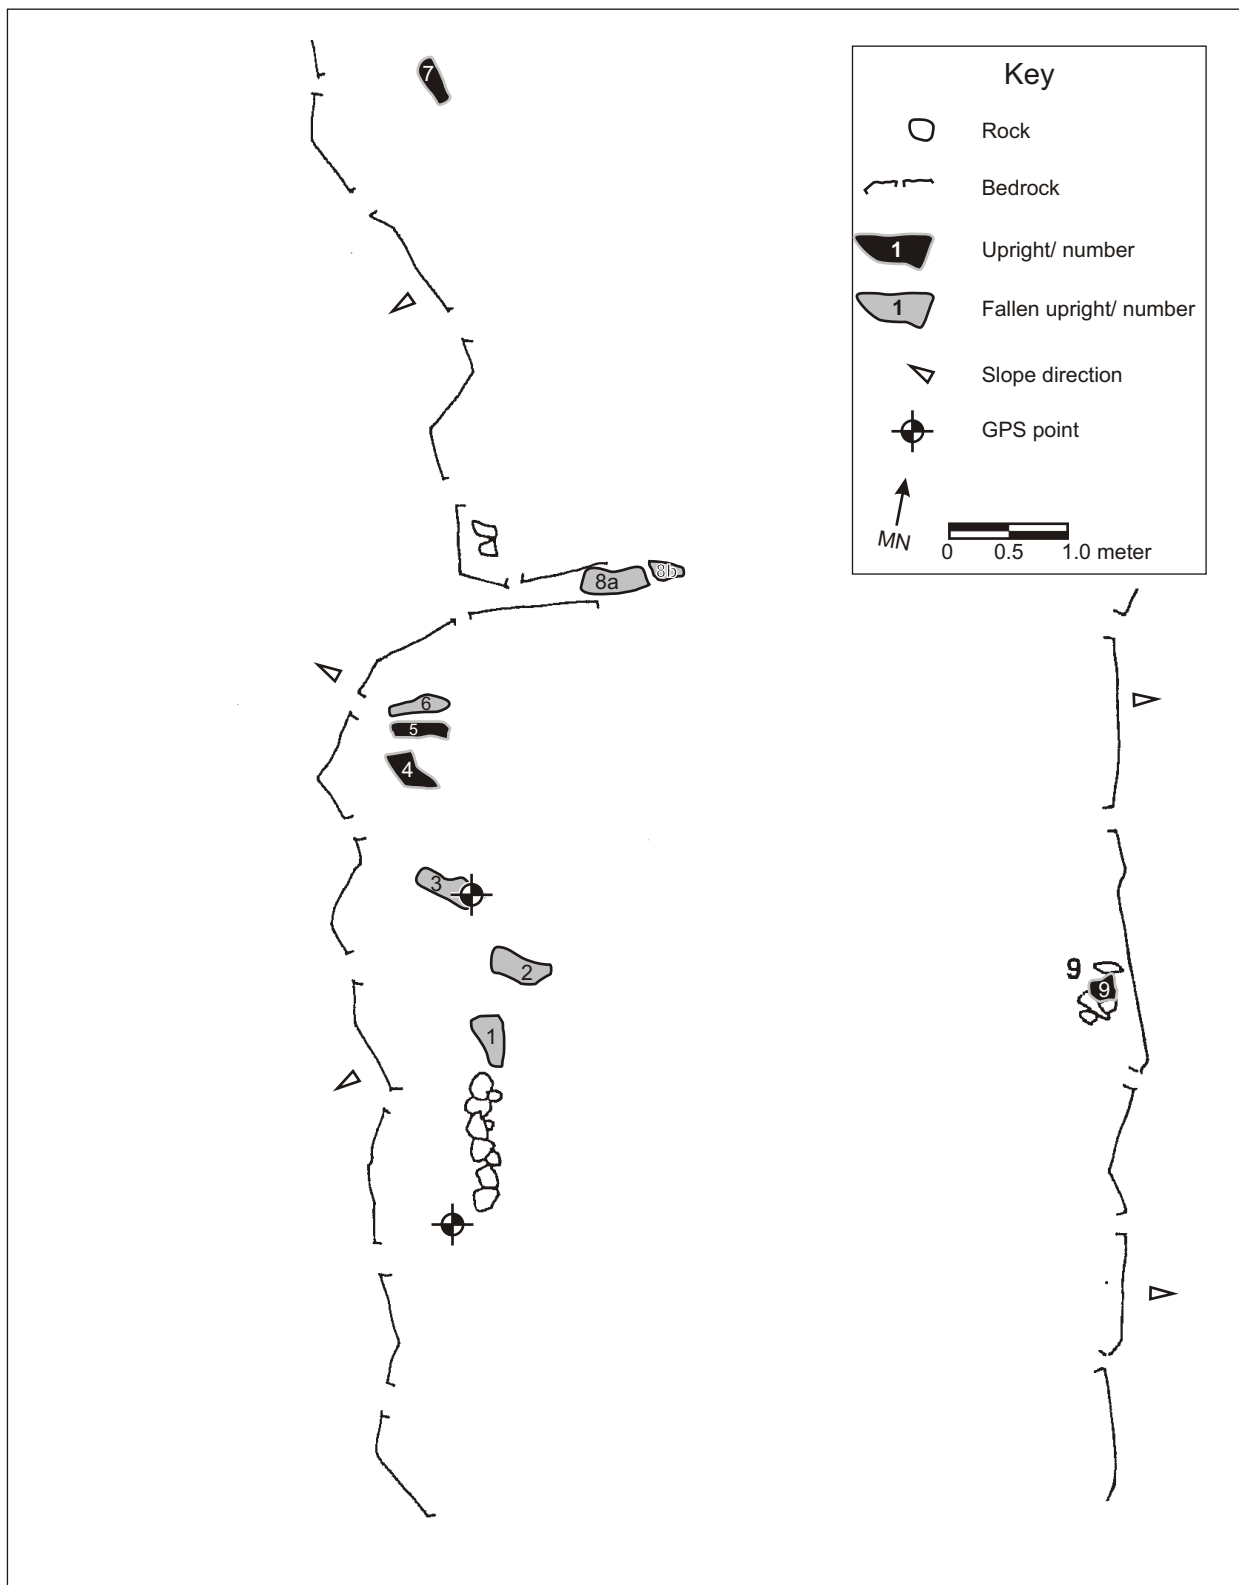 7
Key
Rock
Bedrock
1 Upright/ number
1 Fallen upright/ number
Slope direction
GPS point
MN
0 0.5 1.0 meter
8a 8b
6
5
4
3
2
9
9
1